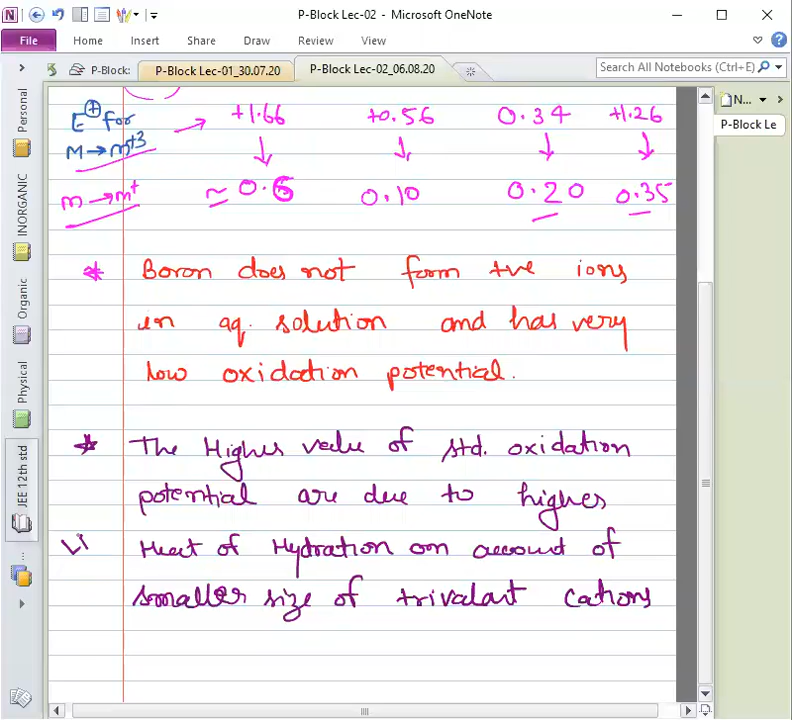 P-Block Lec-02 - Microsoft OneNote
File Home Insert Share Draw Review View
P-Block: P-Block Lec-01_30.07.20 P-Block Lec-02_06.08.20 Search All Notebooks (Ctrl+E)
N...
P-Block Le
Personal
INORGANIC
Organic
Physical
JEE 12th std
E⊕ for → +1.66 +0.56 0.34 +1.26
M→m+3 ↓ ↓ ↓ ↓
m→m+ ≈ 0.6 0.10 0.20 0.35
* Boron does not form +ve ions
in aq. solution and has very
low oxidation potential.
* The Higher value of std. oxidation
potential are due to higher
Li Heat of Hydration on account of
smaller size of trivalant cations